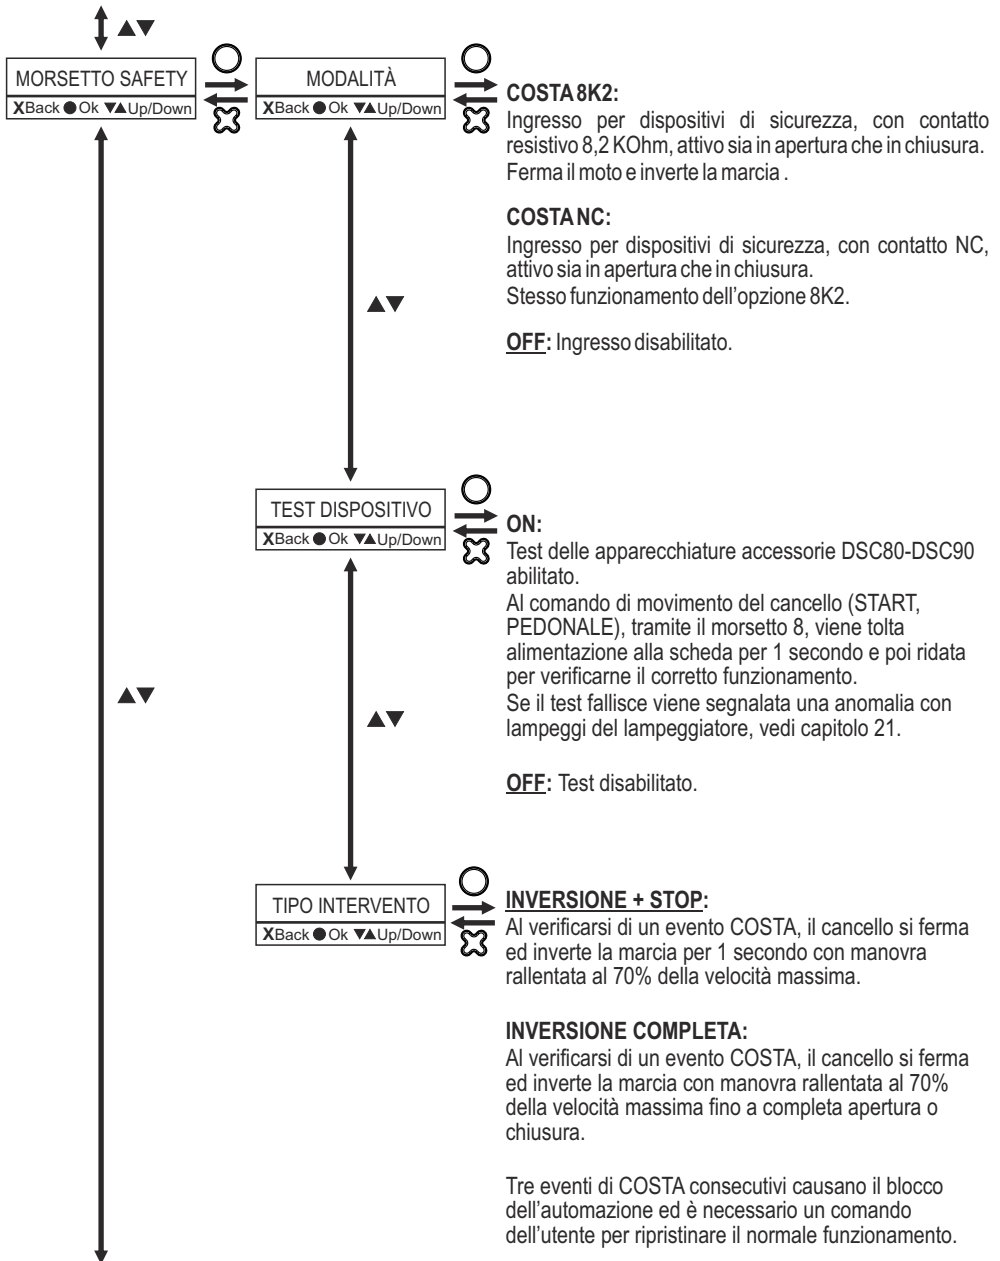 ▲▼
MORSETTO SAFETY
XBack ● Ok ▼▲Up/Down
MODALITÀ
XBack ● Ok ▼▲Up/Down
COSTA 8K2:
Ingresso per dispositivi di sicurezza, con contatto
resistivo 8,2 KOhm, attivo sia in apertura che in chiusura.
Ferma il moto e inverte la marcia .
COSTA NC:
Ingresso per dispositivi di sicurezza, con contatto NC,
attivo sia in apertura che in chiusura.
Stesso funzionamento dell'opzione 8K2.
▲▼
OFF: Ingresso disabilitato.
TEST DISPOSITIVO
XBack ● Ok ▼▲Up/Down
ON:
Test delle apparecchiature accessorie DSC80-DSC90
abilitato.
Al comando di movimento del cancello (START,
PEDONALE), tramite il morsetto 8, viene tolta
alimentazione alla scheda per 1 secondo e poi ridata
per verificarne il corretto funzionamento.
Se il test fallisce viene segnalata una anomalia con
lampeggi del lampeggiatore, vedi capitolo 21.
▲▼
▲▼
OFF: Test disabilitato.
TIPO INTERVENTO
XBack ● Ok ▼▲Up/Down
INVERSIONE + STOP:
Al verificarsi di un evento COSTA, il cancello si ferma
ed inverte la marcia per 1 secondo con manovra
rallentata al 70% della velocità massima.
INVERSIONE COMPLETA:
Al verificarsi di un evento COSTA, il cancello si ferma
ed inverte la marcia con manovra rallentata al 70%
della velocità massima fino a completa apertura o
chiusura.
Tre eventi di COSTA consecutivi causano il blocco
dell'automazione ed è necessario un comando
dell'utente per ripristinare il normale funzionamento.